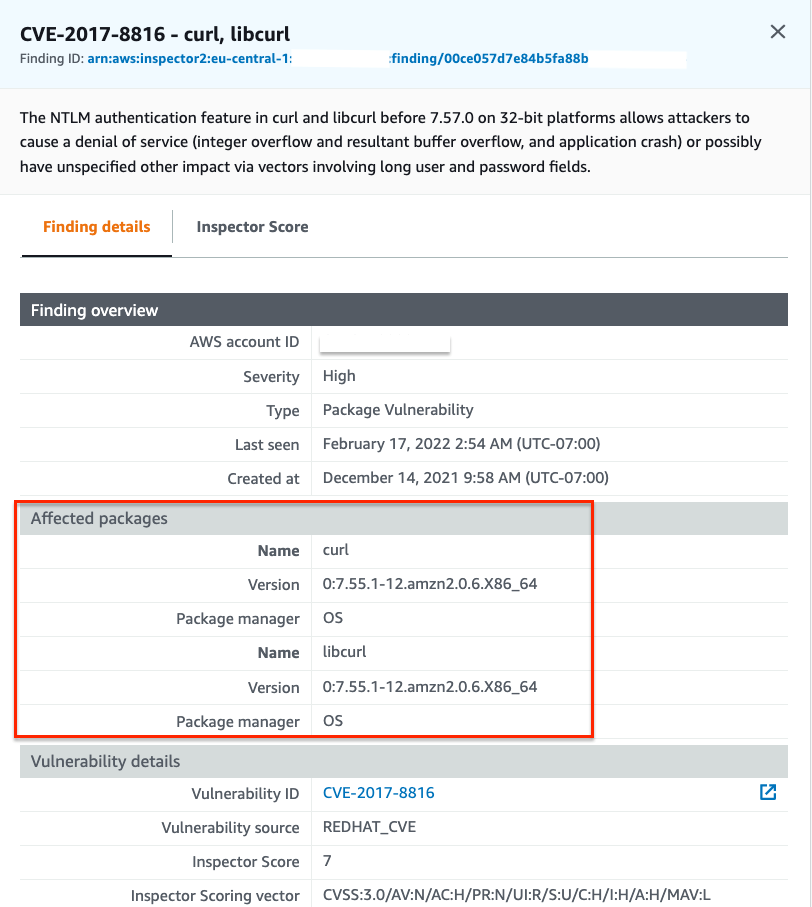 CVE-2017-8816 - curl, libcurl
Finding ID: arn:aws:inspector2:eu-central-1: :finding/00ce057d7e84b5fa88b
The NTLM authentication feature in curl and libcurl before 7.57.0 on 32-bit platforms allows attackers to
cause a denial of service (integer overflow and resultant buffer overflow, and application crash) or possibly
have unspecified other impact via vectors involving long user and password fields.
Finding details Inspector Score
Finding overview
AWS account ID
Severity High
Type Package Vulnerability
Last seen February 17, 2022 2:54 AM (UTC-07:00)
Created at December 14, 2021 9:58 AM (UTC-07:00)
Affected packages
Name curl
Version 0:7.55.1-12.amzn2.0.6.X86_64
Package manager OS
Name libcurl
Version 0:7.55.1-12.amzn2.0.6.X86_64
Package manager OS
Vulnerability details
Vulnerability ID CVE-2017-8816
Vulnerability source REDHAT_CVE
Inspector Score 7
Inspector Scoring vector CVSS:3.0/AV:N/AC:H/PR:N/UI:R/S:U/C:H/I:H/A:H/MAV:L